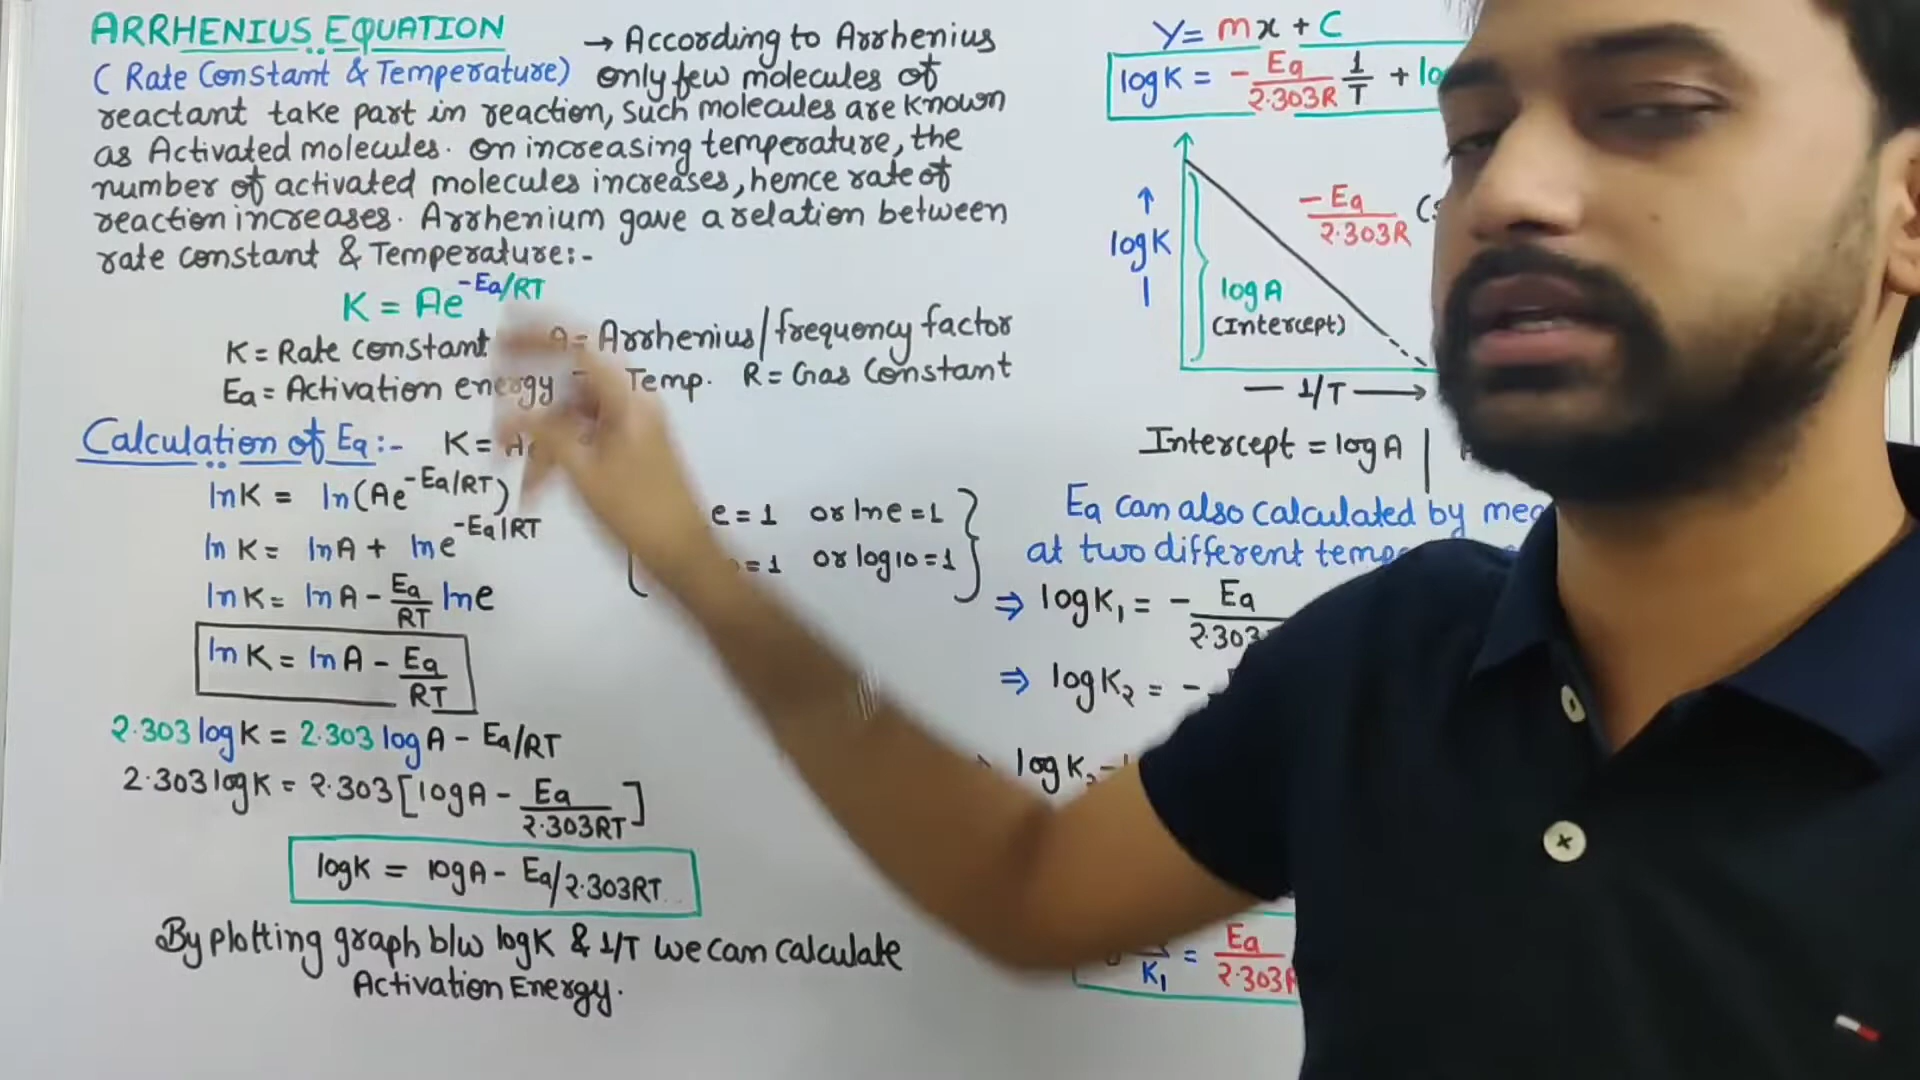 ARRHENIUS EQUATION
(Rate Constant & Temperature)
→ According to Arrhenius
only few molecules of
reactant take part in reaction, such molecules are known
as Activated molecules. On increasing temperature, the
number of activated molecules increases, hence rate of
reaction increases. Arrhenium gave a relation between
rate constant & Temperature:-
K = Ae^-Ea/RT
K = Rate constant A = Arrhenius/frequency factor
Ea = Activation energy Temp. R = Gas Constant
Calculation of Ea:- K = Ae
lnK = ln(Ae^-Ea/RT)
ln K = lnA + lne^-Ea/RT
lnK = lnA - Ea/RT lne
ln K = ln A - Ea/RT
e = 1 or lne = 1
= 1 or log10 = 1
2.303 logK = 2.303 logA - Ea/RT
2.303 logK = 2.303 [logA - Ea/2.303RT]
logK = logA - Ea/2.303RT
By plotting graph b/w logK & 1/T we can calculate
Activation Energy.
Y = mx + C
logK = - Ea/2.303R 1/T +
-Ea/2.303R
↑ logK
log A
(Intercept)
— 1/T →
Intercept = logA |
Ea can also calculated by
at two different
⇒ logK₁ = - Ea
⇒ logK₂ = -
logK₂ -
K₁ = Ea